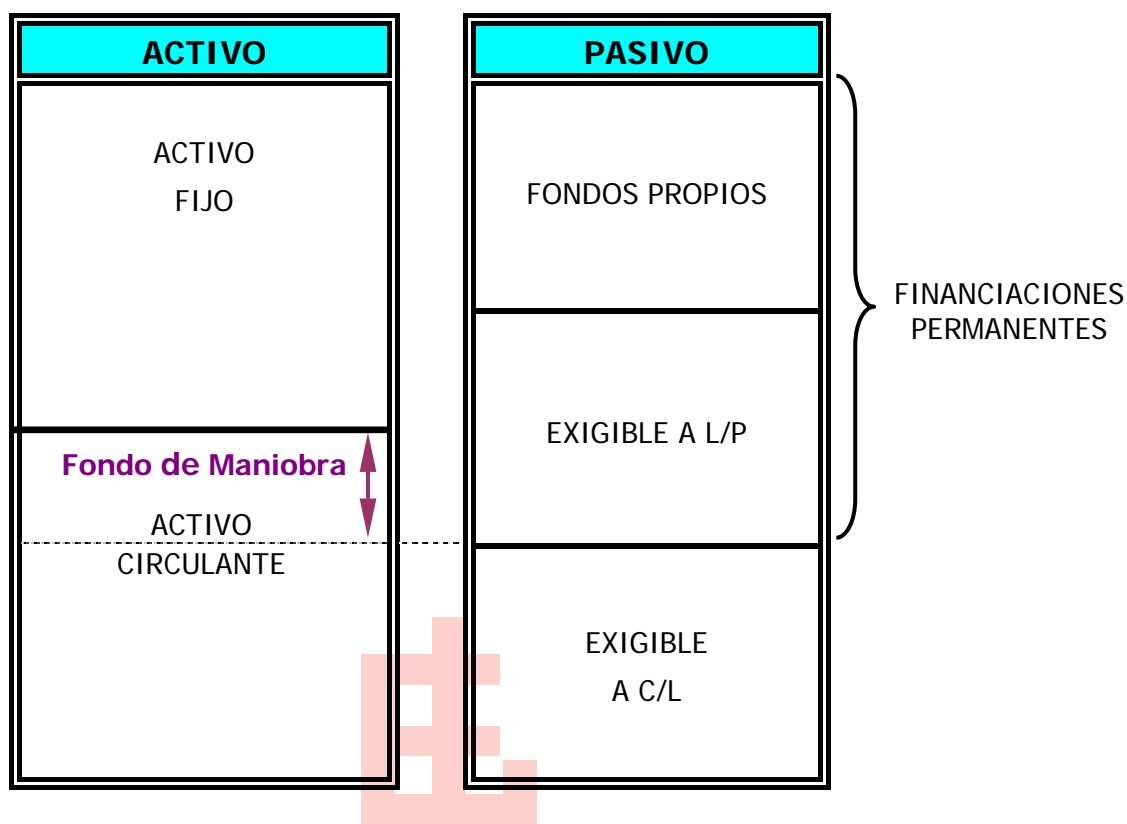 ACTIVO
ACTIVO
FIJO
Fondo de Maniobra
ACTIVO
CIRCULANTE
PASIVO
FONDOS PROPIOS
EXIGIBLE A L/P
EXIGIBLE
A C/L
FINANCIACIONES
PERMANENTES